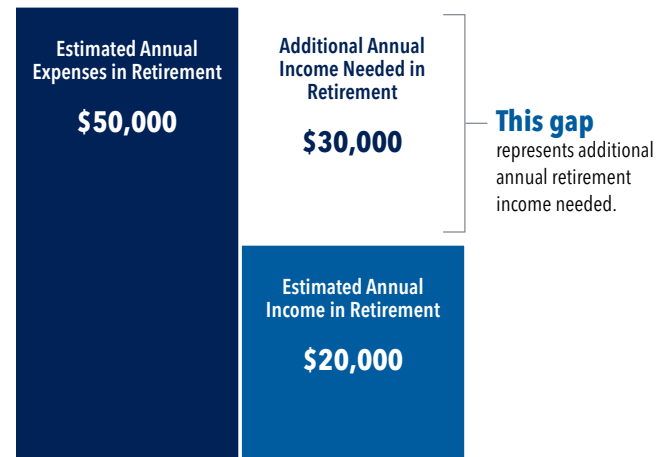 Estimated Annual
Expenses in Retirement
$50,000
Additional Annual
Income Needed in
Retirement
$30,000
This gap
represents additional
annual retirement
income needed.
Estimated Annual
Income in Retirement
$20,000